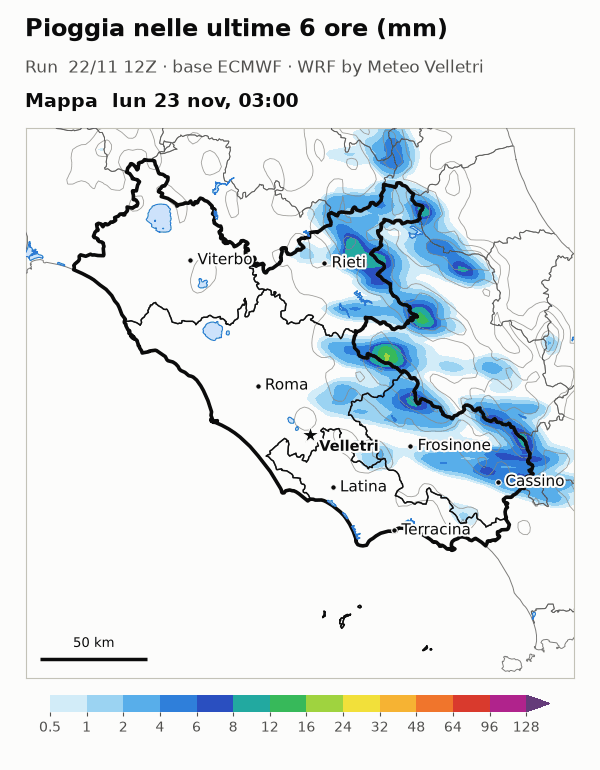 Pioggia nelle ultime 6 ore (mm)
Run  22/11 12Z · base ECMWF · WRF by Meteo Velletri
Mappa  lun 23 nov, 03:00
Viterbo
Rieti
Roma
Velletri
Frosinone
Cassino
Latina
Terracina
50 km
0.5 1 2 4 6 8 12 16 24 32 48 64 96 128